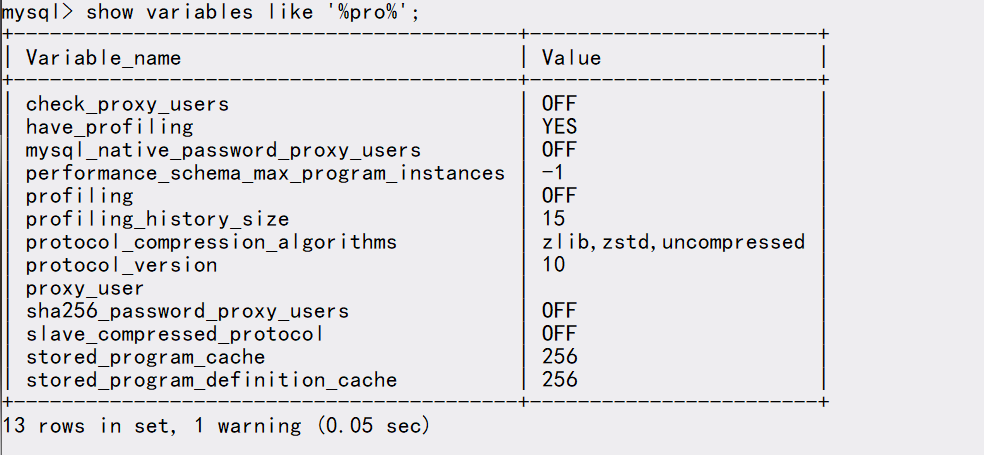 mysql> show variables like '%pro%';
+------------------------------------------+------------------------+
| Variable_name                            | Value                  |
+------------------------------------------+------------------------+
| check_proxy_users                        | OFF                    |
| have_profiling                           | YES                    |
| mysql_native_password_proxy_users        | OFF                    |
| performance_schema_max_program_instances | -1                     |
| profiling                                | OFF                    |
| profiling_history_size                   | 15                     |
| protocol_compression_algorithms          | zlib,zstd,uncompressed |
| protocol_version                         | 10                     |
| proxy_user                               |                        |
| sha256_password_proxy_users              | OFF                    |
| slave_compressed_protocol                | OFF                    |
| stored_program_cache                     | 256                    |
| stored_program_definition_cache          | 256                    |
+------------------------------------------+------------------------+
13 rows in set, 1 warning (0.05 sec)